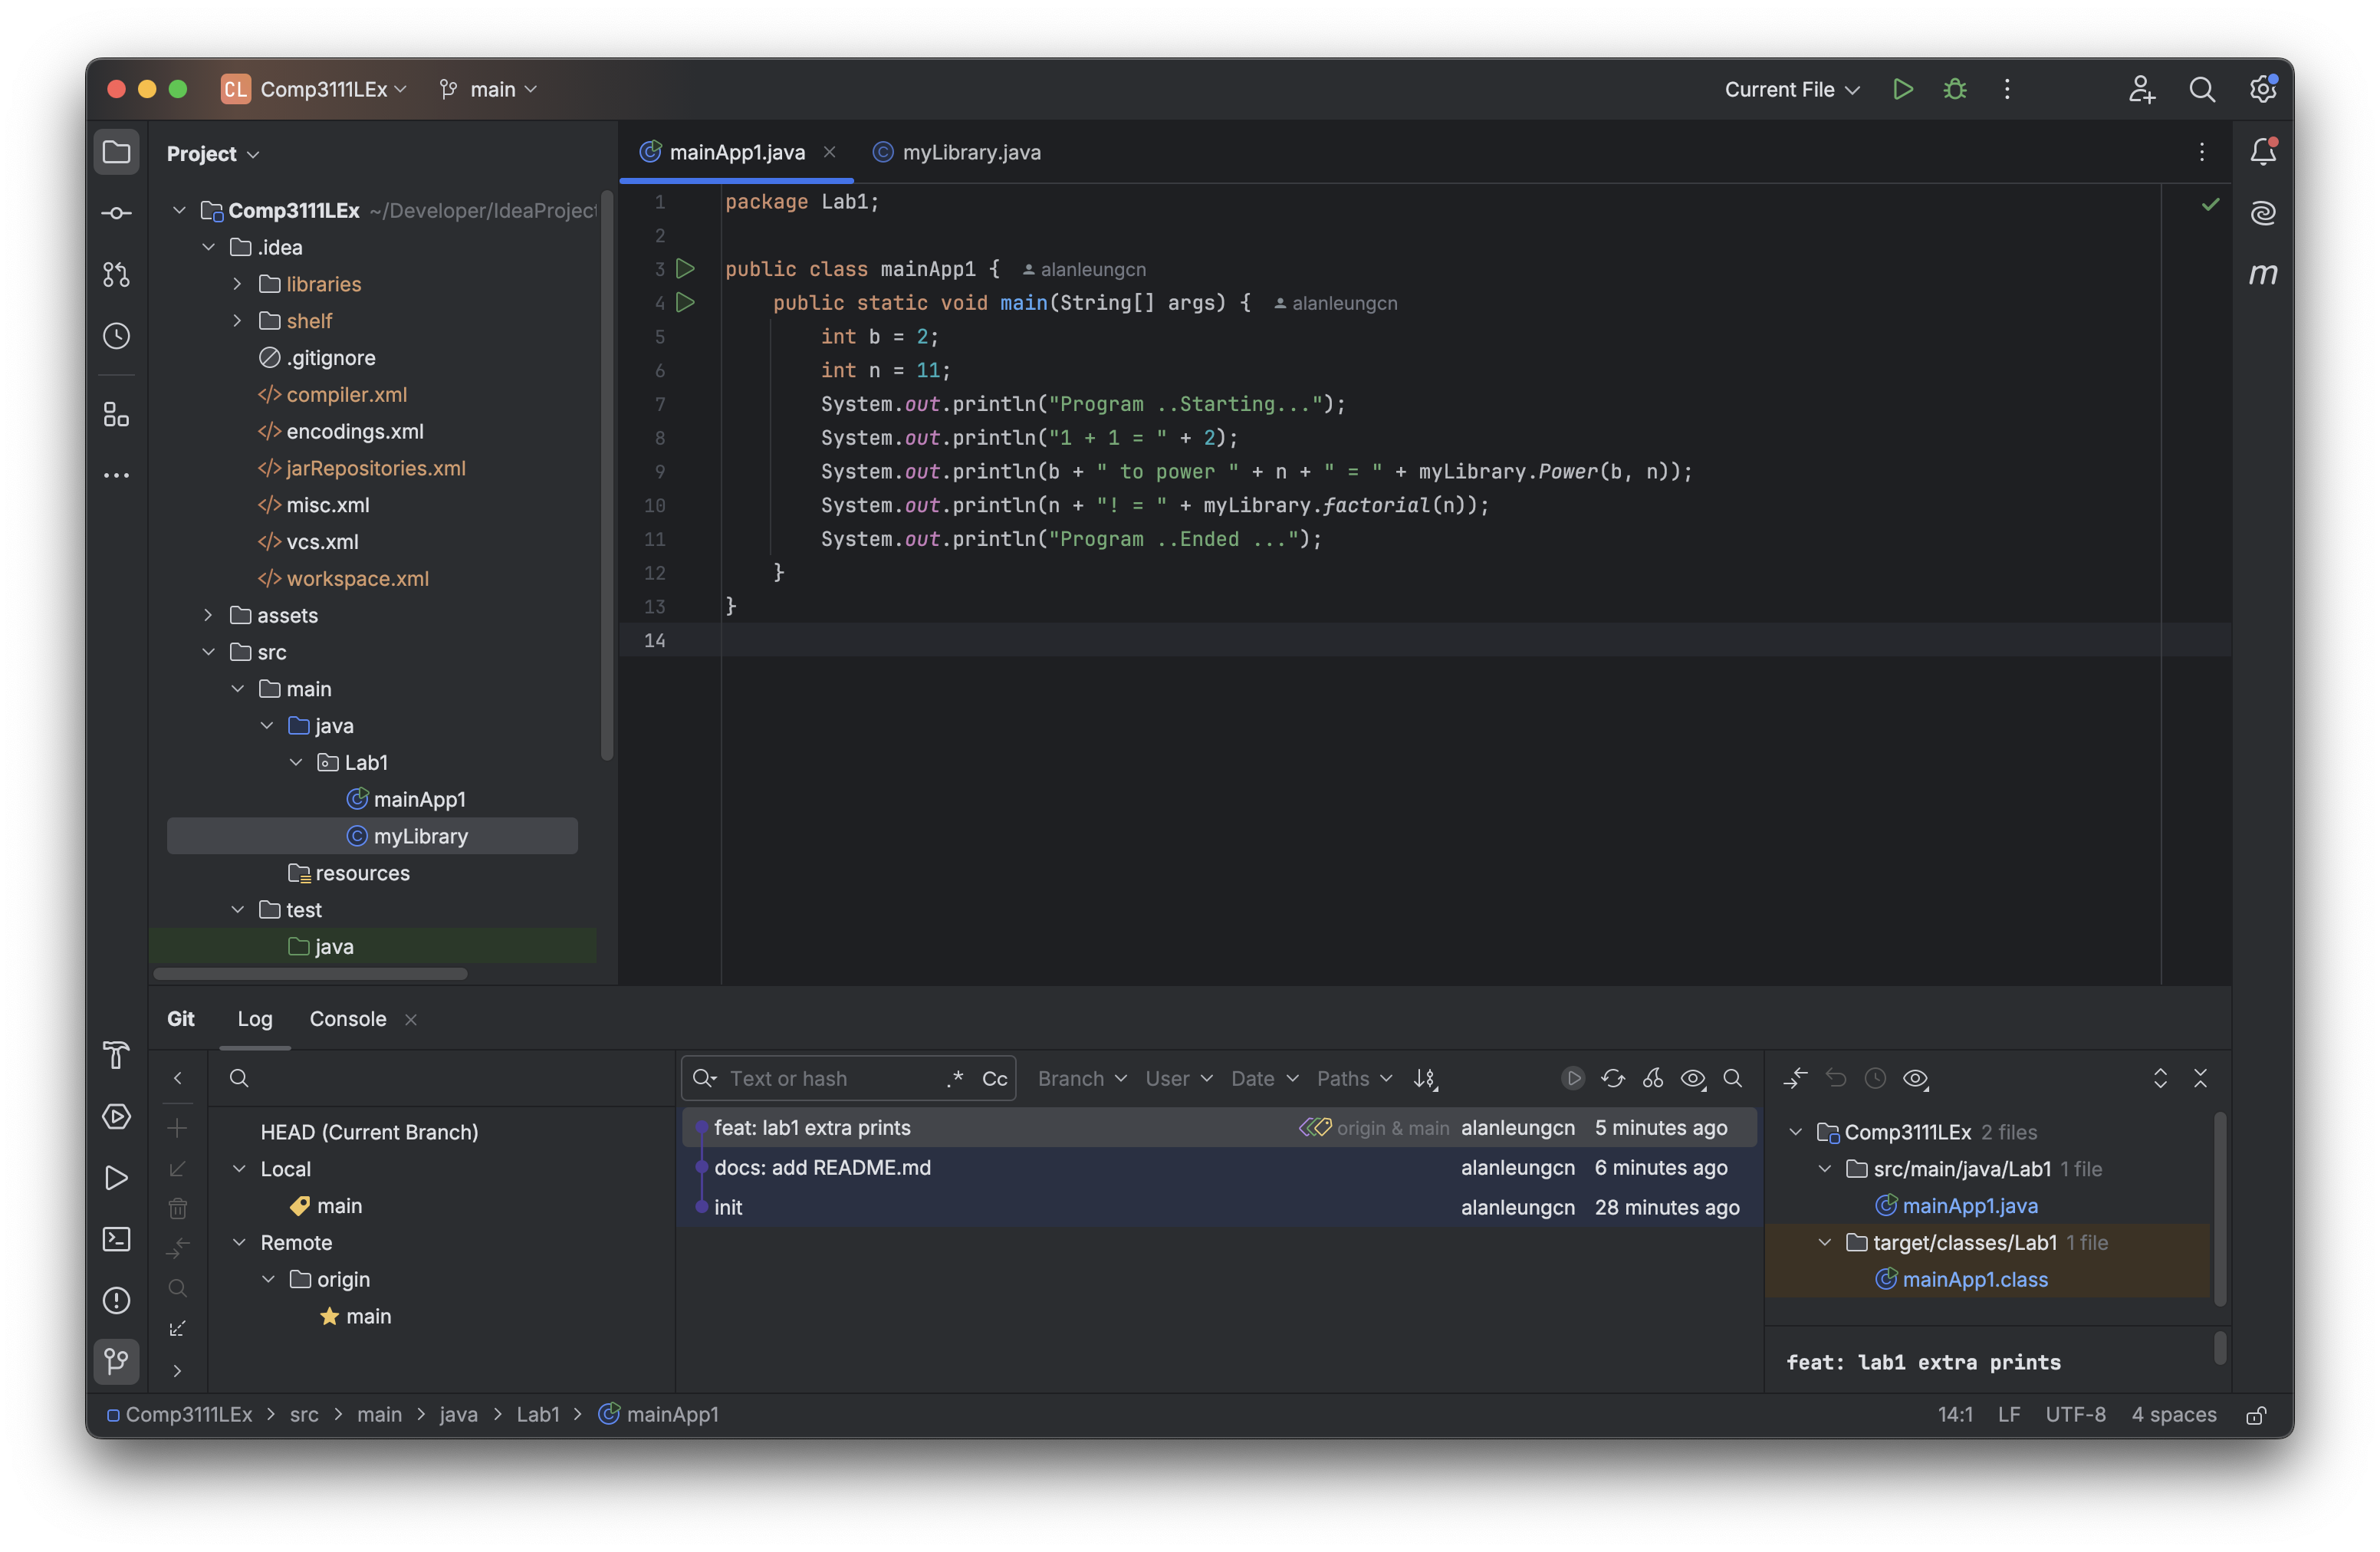 CL Comp3111LEx main Current File
Project
Comp3111LEx ~/Developer/IdeaProject
.idea
libraries
shelf
.gitignore
</> compiler.xml
</> encodings.xml
</> jarRepositories.xml
</> misc.xml
</> vcs.xml
</> workspace.xml
assets
src
main
java
Lab1
mainApp1
myLibrary
resources
test
java
mainApp1.java myLibrary.java
1 package Lab1;
2
3 public class mainApp1 { alanleungcn
4 public static void main(String[] args) { alanleungcn
5 int b = 2;
6 int n = 11;
7 System.out.println("Program ..Starting...");
8 System.out.println("1 + 1 = " + 2);
9 System.out.println(b + " to power " + n + " = " + myLibrary.Power(b, n));
10 System.out.println(n + "! = " + myLibrary.factorial(n));
11 System.out.println("Program ..Ended ...");
12 }
13 }
14
m
Git Log Console
HEAD (Current Branch)
Local
main
Remote
origin
main
Text or hash .* Cc Branch User Date Paths
feat: lab1 extra prints origin & main alanleungcn 5 minutes ago
docs: add README.md alanleungcn 6 minutes ago
init alanleungcn 28 minutes ago
Comp3111LEx 2 files
src/main/java/Lab1 1 file
mainApp1.java
target/classes/Lab1 1 file
mainApp1.class
feat: lab1 extra prints
Comp3111LEx > src > main > java > Lab1 > mainApp1 14:1 LF UTF-8 4 spaces